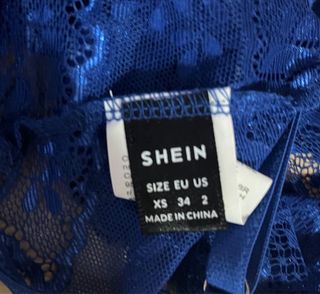 SHEIN
SIZE EU US
XS 34 2
MADE IN CHINA